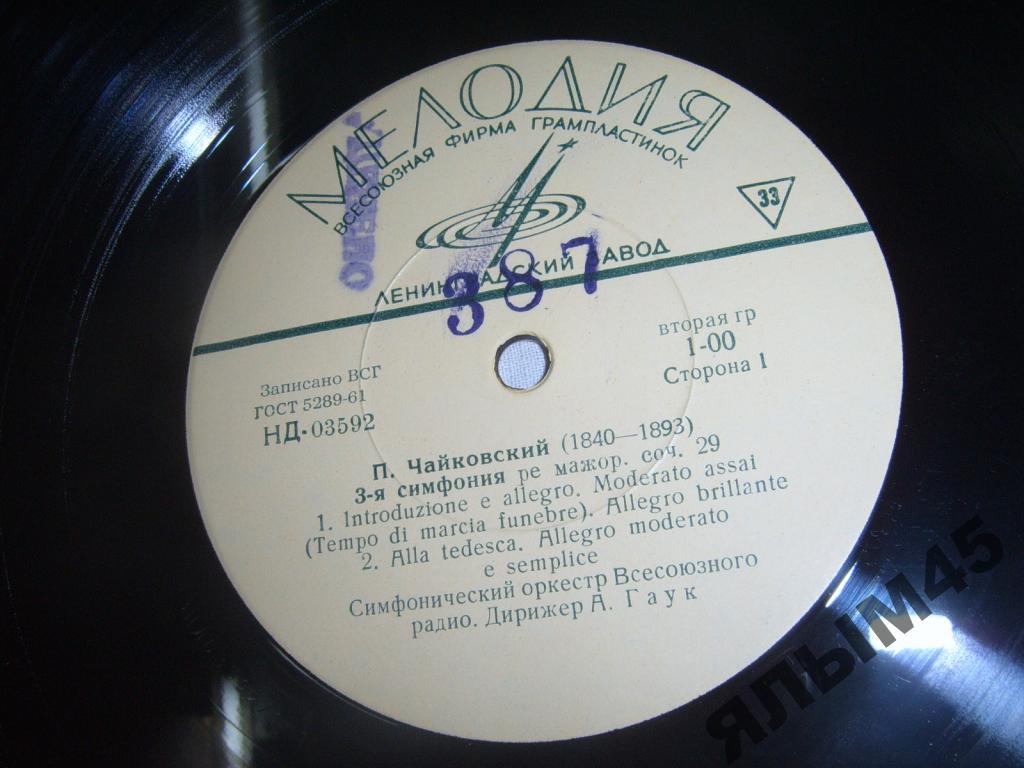 МЕЛОДИЯ
ВСЕСОЮЗНАЯ ФИРМА ГРАМПЛАСТИНОК
33
ЛЕНИНГРАДСКИЙ ЗАВОД
387
вторая гр
1-00
Сторона 1
Записано ВСГ
ГОСТ 5289-61
НД-03592
П. Чайковский (1840—1893)
3-я симфония ре мажор. соч. 29
1. Introduzione e allegro. Moderato assai
(Tempo di marcia funebre). Allegro brillante
2. Alla tedesca. Allegro moderato
e semplice
Симфонический оркестр Всесоюзного
радио. Дирижер А. Гаук
ЯЛЫМ45